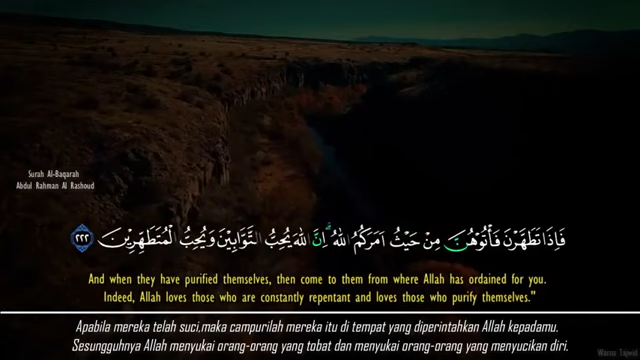 Surah Al-Baqarah
Abdul Rahman Al Rashoud
فَإِذَا تَطَهَّرْنَ فَأْتُوْهُنَّ مِنْ حَيْثُ اَمَرَكُمُ اللّٰهُ ۗ اِنَّ اللّٰهَ يُحِبُّ التَّوَّابِيْنَ وَيُحِبُّ الْمُتَطَهِّرِيْنَ ٢٢٢
And when they have purified themselves, then come to them from where Allah has ordained for you.
Indeed, Allah loves those who are constantly repentant and loves those who purify themselves."
Apabila mereka telah suci,maka campurilah mereka itu di tempat yang diperintahkan Allah kepadamu.
Sesungguhnya Allah menyukai orang-orang yang tobat dan menyukai orang-orang yang menyucikan diri.
Warna Tajwid